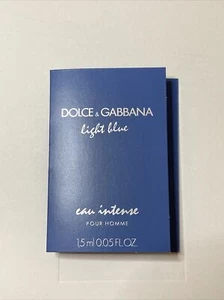 DOLCE & GABBANA
light blue
eau intense
POUR HOMME
1.5 ml 0.05 FL.OZ.